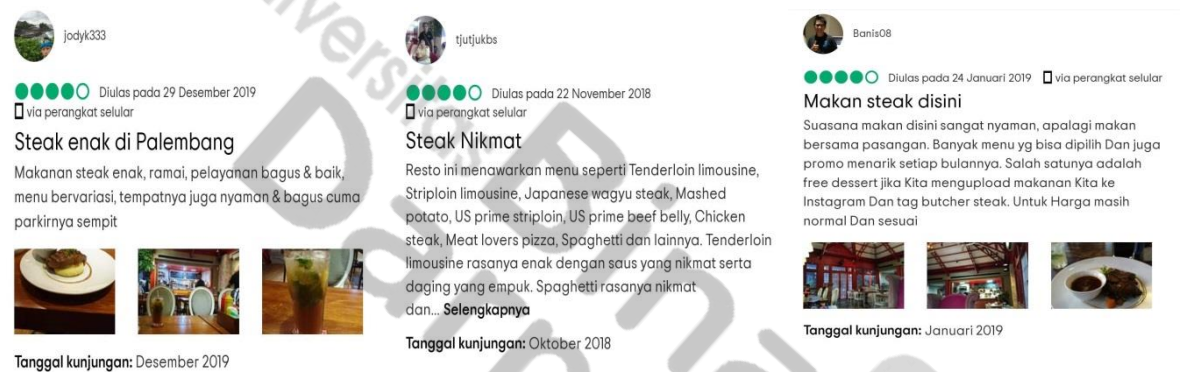 jodyk333
Diulas pada 29 Desember 2019
via perangkat selular
Steak enak di Palembang
Makanan steak enak, ramai, pelayanan bagus & baik,
menu bervariasi, tempatnya juga nyaman & bagus cuma
parkirnya sempit
Tanggal kunjungan: Desember 2019
tjutjukbs
Diulas pada 22 November 2018
via perangkat selular
Steak Nikmat
Resto ini menawarkan menu seperti Tenderloin limousine,
Striploin limousine, Japanese wagyu steak, Mashed
potato, US prime striploin, US prime beef belly, Chicken
steak, Meat lovers pizza, Spaghetti dan lainnya. Tenderloin
limousine rasanya enak dengan saus yang nikmat serta
daging yang empuk. Spaghetti rasanya nikmat
dan... Selengkapnya
Tanggal kunjungan: Oktober 2018
Banis08
Diulas pada 24 Januari 2019 via perangkat selular
Makan steak disini
Suasana makan disini sangat nyaman, apalagi makan
bersama pasangan. Banyak menu yg bisa dipilih Dan juga
promo menarik setiap bulannya. Salah satunya adalah
free dessert jika Kita mengupload makanan Kita ke
Instagram Dan tag butcher steak. Untuk Harga masih
normal Dan sesuai
Tanggal kunjungan: Januari 2019